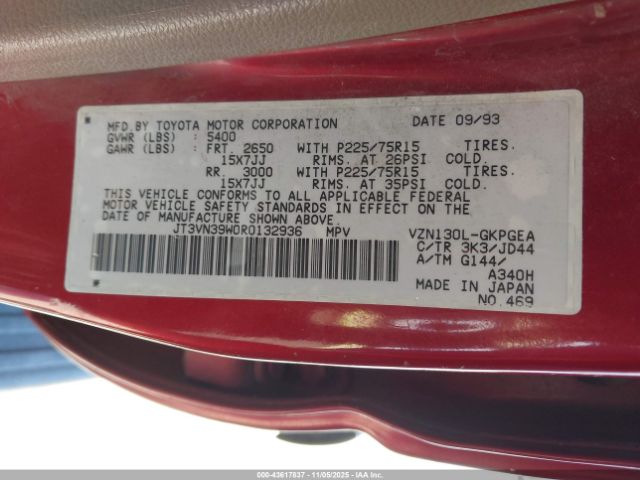 MFD.BY TOYOTA MOTOR CORPORATION DATE 09/93
GVWR (LBS) : 5400
GAWR (LBS) : FRT. 2650 WITH P225/75R15 TIRES.
15X7JJ RIMS. AT 26PSI COLD.
RR. 3000 WITH P225/75R15 TIRES.
15X7JJ RIMS. AT 35PSI COLD.
THIS VEHICLE CONFORMS TO ALL APPLICABLE FEDERAL
MOTOR VEHICLE SAFETY STANDARDS IN EFFECT ON THE
DATE OF MANUFACTURE SHOWN ABOVE.
JT3VN39W0R0132936 MPV VZN130L-GKPGEA
C/TR 3K3/JD44
A/TM G144/
A340H
MADE IN JAPAN
NO.469
000-43617837 - 11/05/2025 - COPYRIGHT IAA, INC.